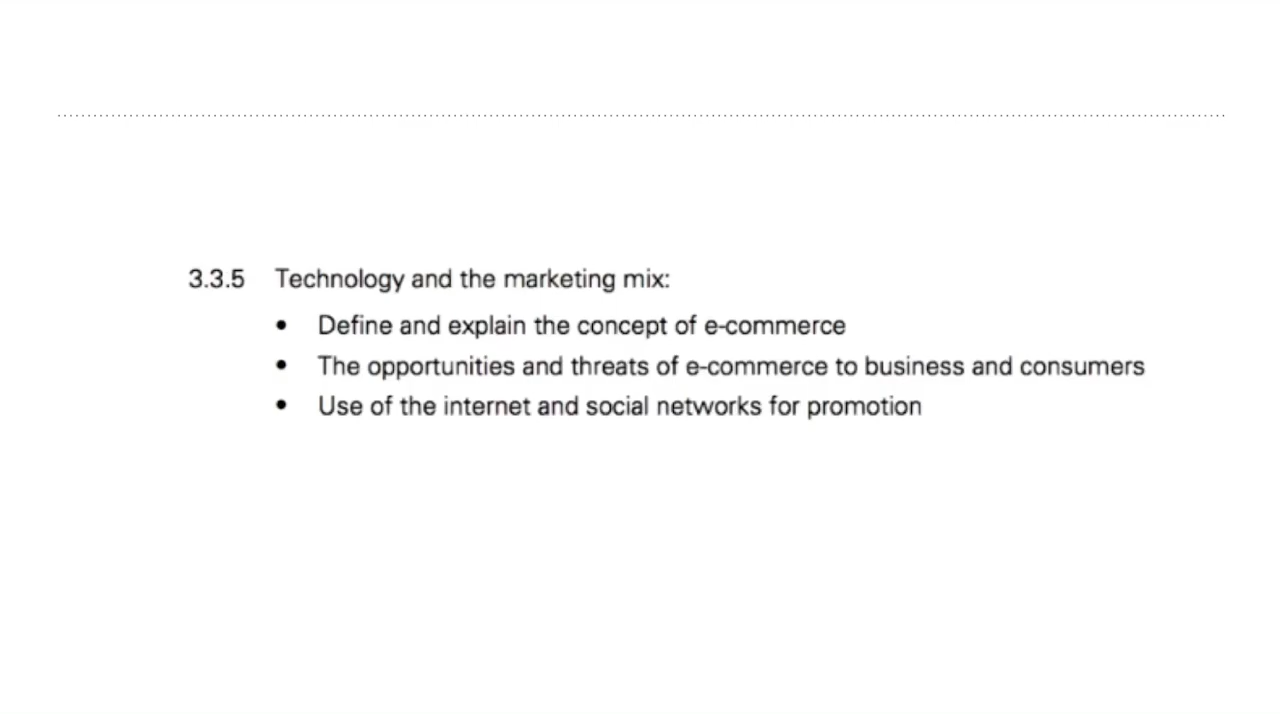 3.3.5 Technology and the marketing mix:
• Define and explain the concept of e-commerce
• The opportunities and threats of e-commerce to business and consumers
• Use of the internet and social networks for promotion